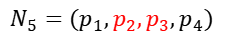 N₅ = (p₁, p₂, p₃, p₄)